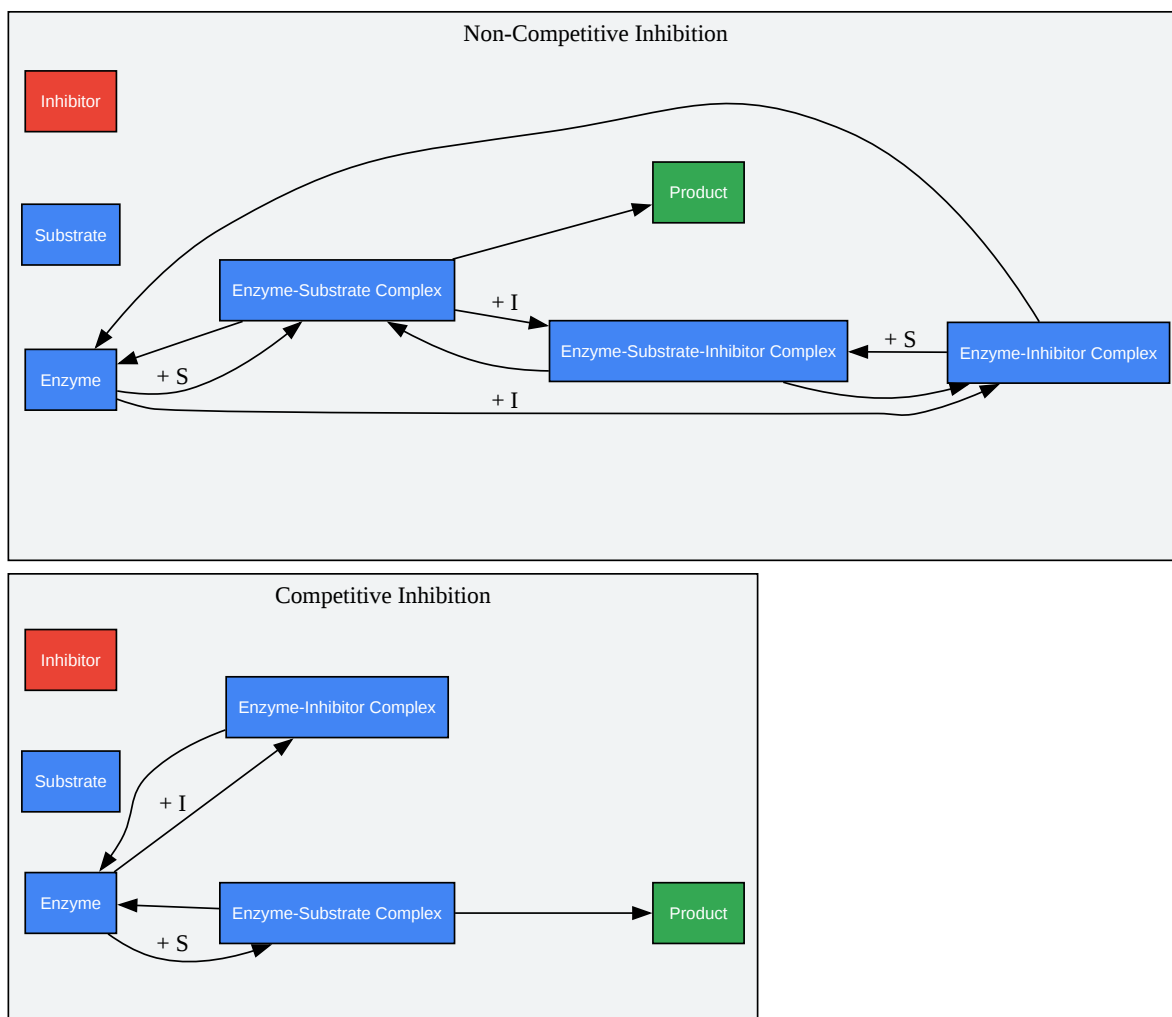 Non-Competitive Inhibition
Inhibitor
Product
Substrate
Enzyme-Substrate Complex
+ I
Enzyme-Substrate-Inhibitor Complex
+ S
Enzyme-Inhibitor Complex
Enzyme
+ S
+ I
Competitive Inhibition
Inhibitor
Enzyme-Inhibitor Complex
Substrate
+ I
Enzyme
Enzyme-Substrate Complex
Product
+ S